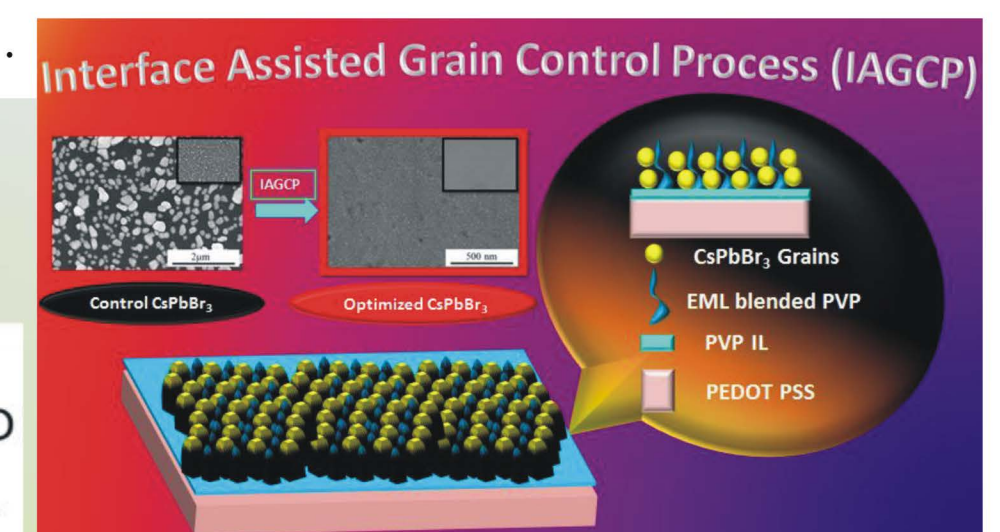 Interface Assisted Grain Control Process (IAGCP)
IAGCP
2µm
500 nm
Control CsPbBr₃
Optimized CsPbBr₃
CsPbBr₃ Grains
EML blended PVP
PVP IL
PEDOT PSS